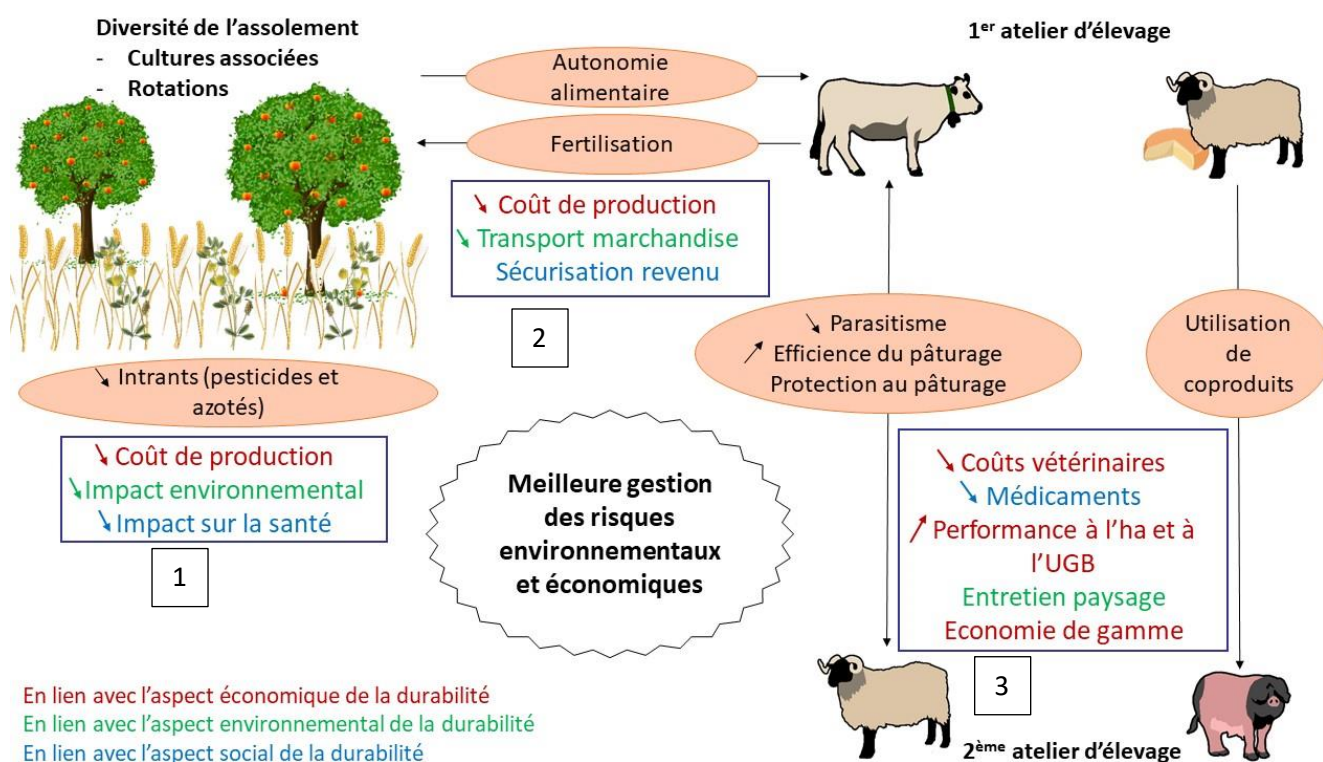 Diversité de l'assolement
- Cultures associées
- Rotations
Autonomie
alimentaire
Fertilisation
1er atelier d'élevage
↘ Coût de production
↘ Transport marchandise
Sécurisation revenu
2
↘ Intrants (pesticides et
azotés)
↘ Coût de production
↘ Impact environnemental
↘ Impact sur la santé
1
Meilleure gestion
des risques
environnementaux
et économiques
↘ Parasitisme
↗ Efficience du pâturage
Protection au pâturage
Utilisation
de
coproduits
↘ Coûts vétérinaires
↘ Médicaments
↗ Performance à l'ha et à
l'UGB
Entretien paysage
Economie de gamme
3
2ème atelier d'élevage
En lien avec l'aspect économique de la durabilité
En lien avec l'aspect environnemental de la durabilité
En lien avec l'aspect social de la durabilité